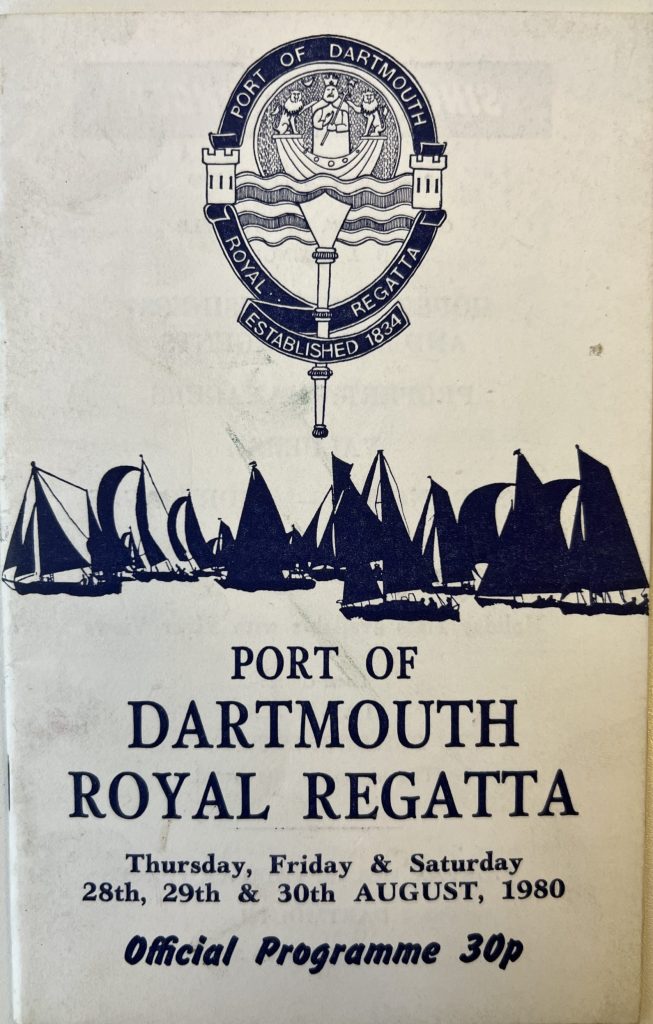 PORT OF DARTMOUTH
ROYAL REGATTA
ESTABLISHED 1834
PORT OF
DARTMOUTH
ROYAL REGATTA
Thursday, Friday & Saturday
28th, 29th & 30th AUGUST, 1980
Official Programme 30p